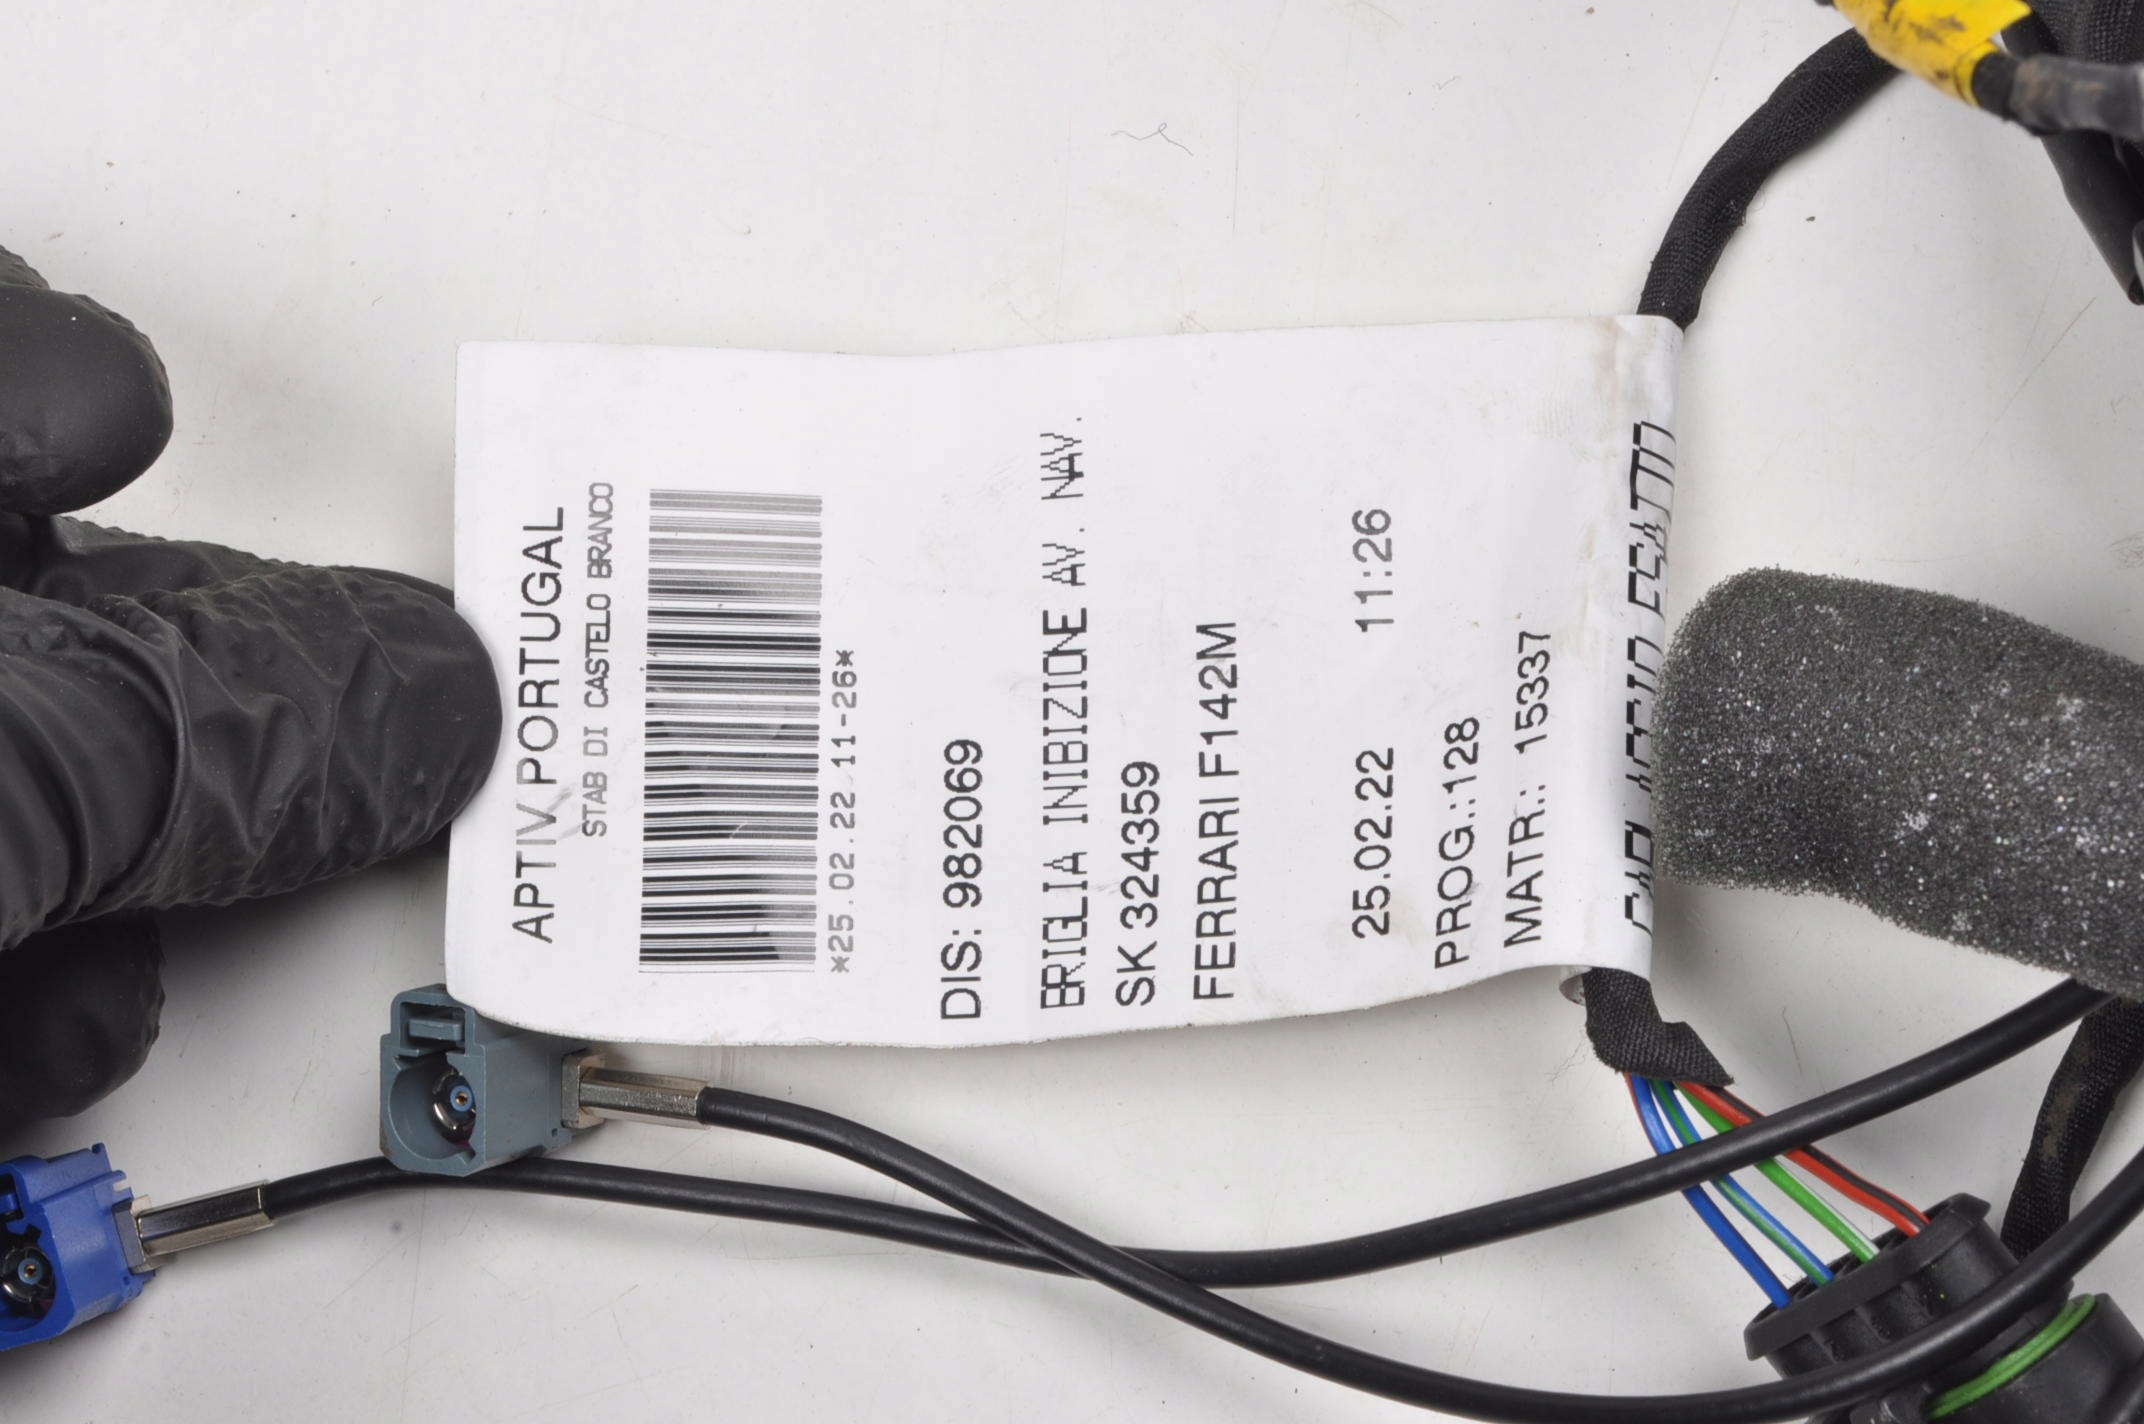 APTIV PORTUGAL
STAB DI CASTELO BRANCO
*25.02.22 11-26*
DIS: 982069
BRIGLIA INIBIZIONE AV. NAV.
SK 324359
FERRARI F142M
25.02.22 11:26
PROG.:128
MATR.: 15337